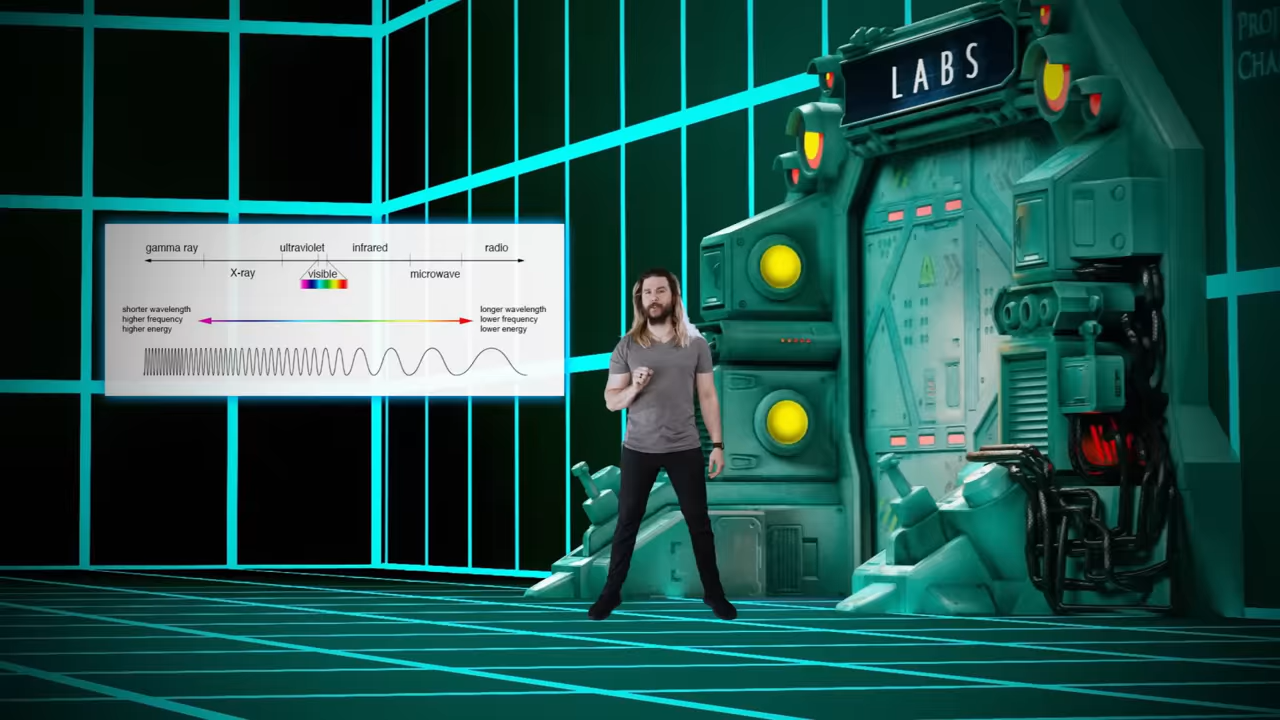 LABS
gamma ray ultraviolet infrared radio
X-ray visible microwave
shorter wavelength
higher frequency
higher energy
longer wavelength
lower frequency
lower energy